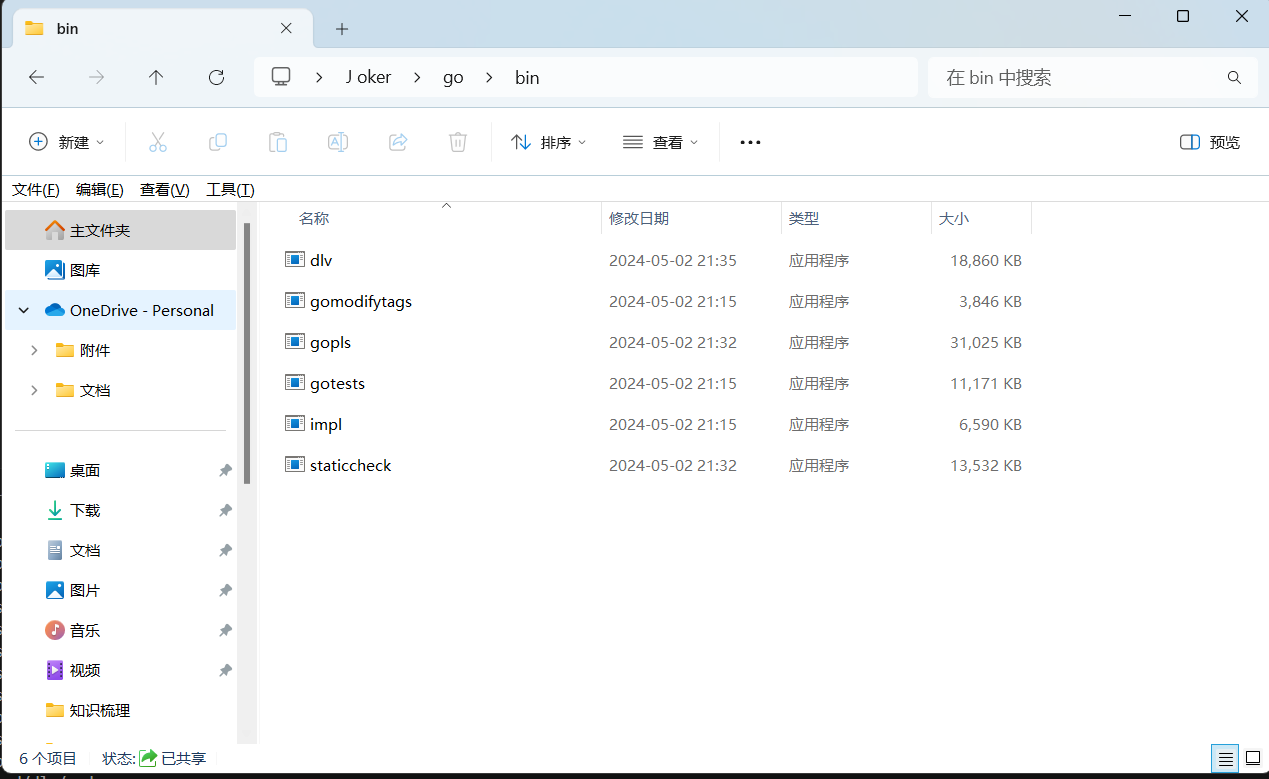 bin
J oker
go
bin
在 bin 中搜索
新建
排序
查看
预览
文件(F) 编辑(E) 查看(V) 工具(T)
主文件夹
图库
OneDrive - Personal
附件
文档
桌面
下载
文档
图片
音乐
视频
知识梳理
名称 修改日期 类型 大小
dlv 2024-05-02 21:35 应用程序 18,860 KB
gomodifytags 2024-05-02 21:15 应用程序 3,846 KB
gopls 2024-05-02 21:32 应用程序 31,025 KB
gotests 2024-05-02 21:15 应用程序 11,171 KB
impl 2024-05-02 21:15 应用程序 6,590 KB
staticcheck 2024-05-02 21:32 应用程序 13,532 KB
6 个项目 状态: 已共享